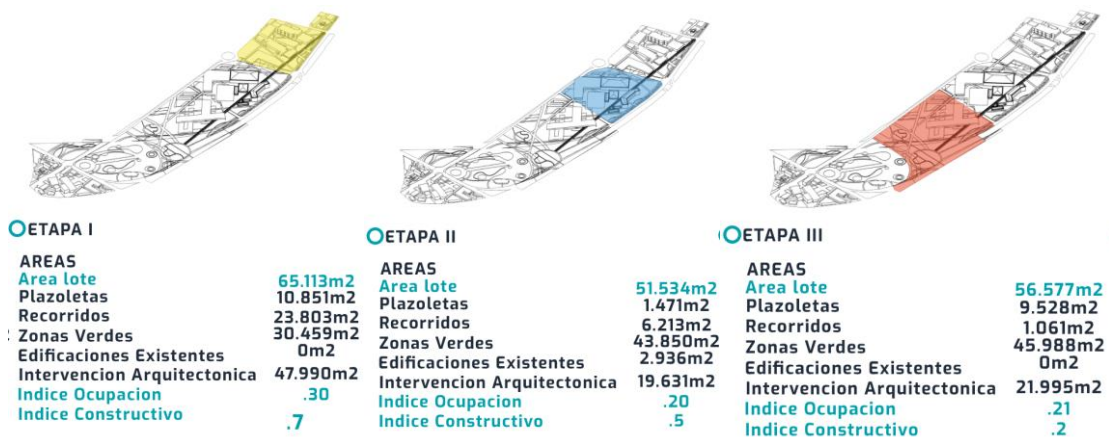 ETAPA I
AREAS
Area lote 65.113m2
Plazoletas 10.851m2
Recorridos 23.803m2
Zonas Verdes 30.459m2
Edificaciones Existentes 0m2
Intervencion Arquitectonica 47.990m2
Indice Ocupacion .30
Indice Constructivo .7
ETAPA II
AREAS
Area lote 51.534m2
Plazoletas 1.471m2
Recorridos 6.213m2
Zonas Verdes 43.850m2
Edificaciones Existentes 2.936m2
Intervencion Arquitectonica 19.631m2
Indice Ocupacion .20
Indice Constructivo .5
ETAPA III
AREAS
Area lote 56.577m2
Plazoletas 9.528m2
Recorridos 1.061m2
Zonas Verdes 45.988m2
Edificaciones Existentes 0m2
Intervencion Arquitectonica 21.995m2
Indice Ocupacion .21
Indice Constructivo .2